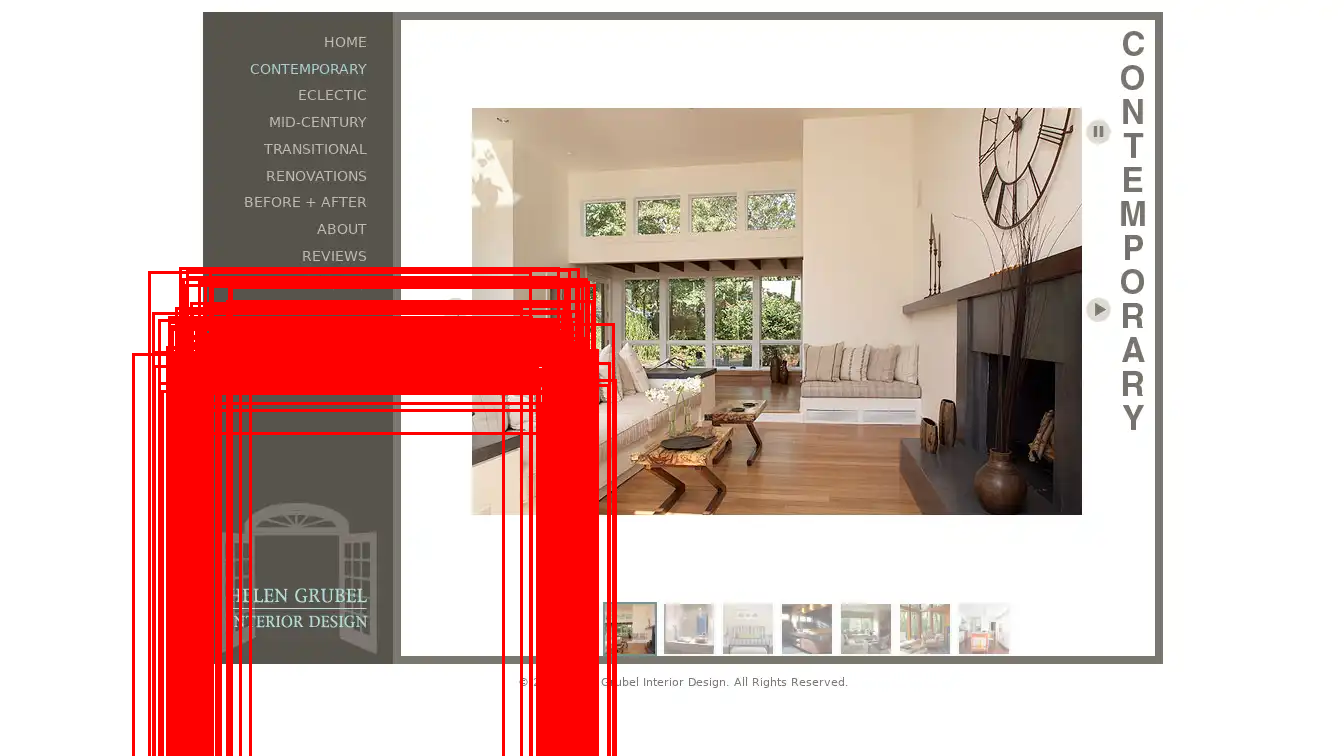 HOME
CONTEMPORARY
ECLECTIC
MID-CENTURY
TRANSITIONAL
RENOVATIONS
BEFORE + AFTER
ABOUT
REVIEWS
CONTEMPORARY
HELEN GRUBEL
INTERIOR DESIGN
© Grubel Interior Design. All Rights Reserved.